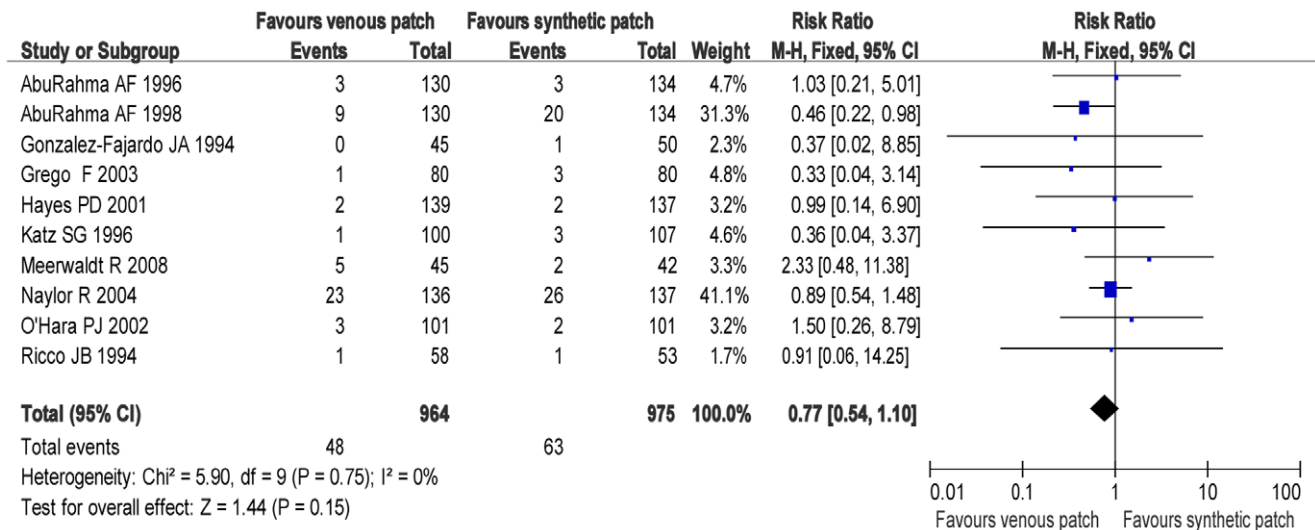 Favours venous patch Favours synthetic patch Risk Ratio Risk Ratio
Study or Subgroup Events Total Events Total Weight M-H, Fixed, 95% CI M-H, Fixed, 95% CI
AbuRahma AF 1996 3 130 3 134 4.7% 1.03 [0.21, 5.01]
AbuRahma AF 1998 9 130 20 134 31.3% 0.46 [0.22, 0.98]
Gonzalez-Fajardo JA 1994 0 45 1 50 2.3% 0.37 [0.02, 8.85]
Grego F 2003 1 80 3 80 4.8% 0.33 [0.04, 3.14]
Hayes PD 2001 2 139 2 137 3.2% 0.99 [0.14, 6.90]
Katz SG 1996 1 100 3 107 4.6% 0.36 [0.04, 3.37]
Meerwaldt R 2008 5 45 2 42 3.3% 2.33 [0.48, 11.38]
Naylor R 2004 23 136 26 137 41.1% 0.89 [0.54, 1.48]
O'Hara PJ 2002 3 101 2 101 3.2% 1.50 [0.26, 8.79]
Ricco JB 1994 1 58 1 53 1.7% 0.91 [0.06, 14.25]
Total (95% CI) 964 975 100.0% 0.77 [0.54, 1.10]
Total events 48 63
Heterogeneity: Chi² = 5.90, df = 9 (P = 0.75); I² = 0%
Test for overall effect: Z = 1.44 (P = 0.15)
0.01 0.1 1 10 100
Favours venous patch Favours synthetic patch